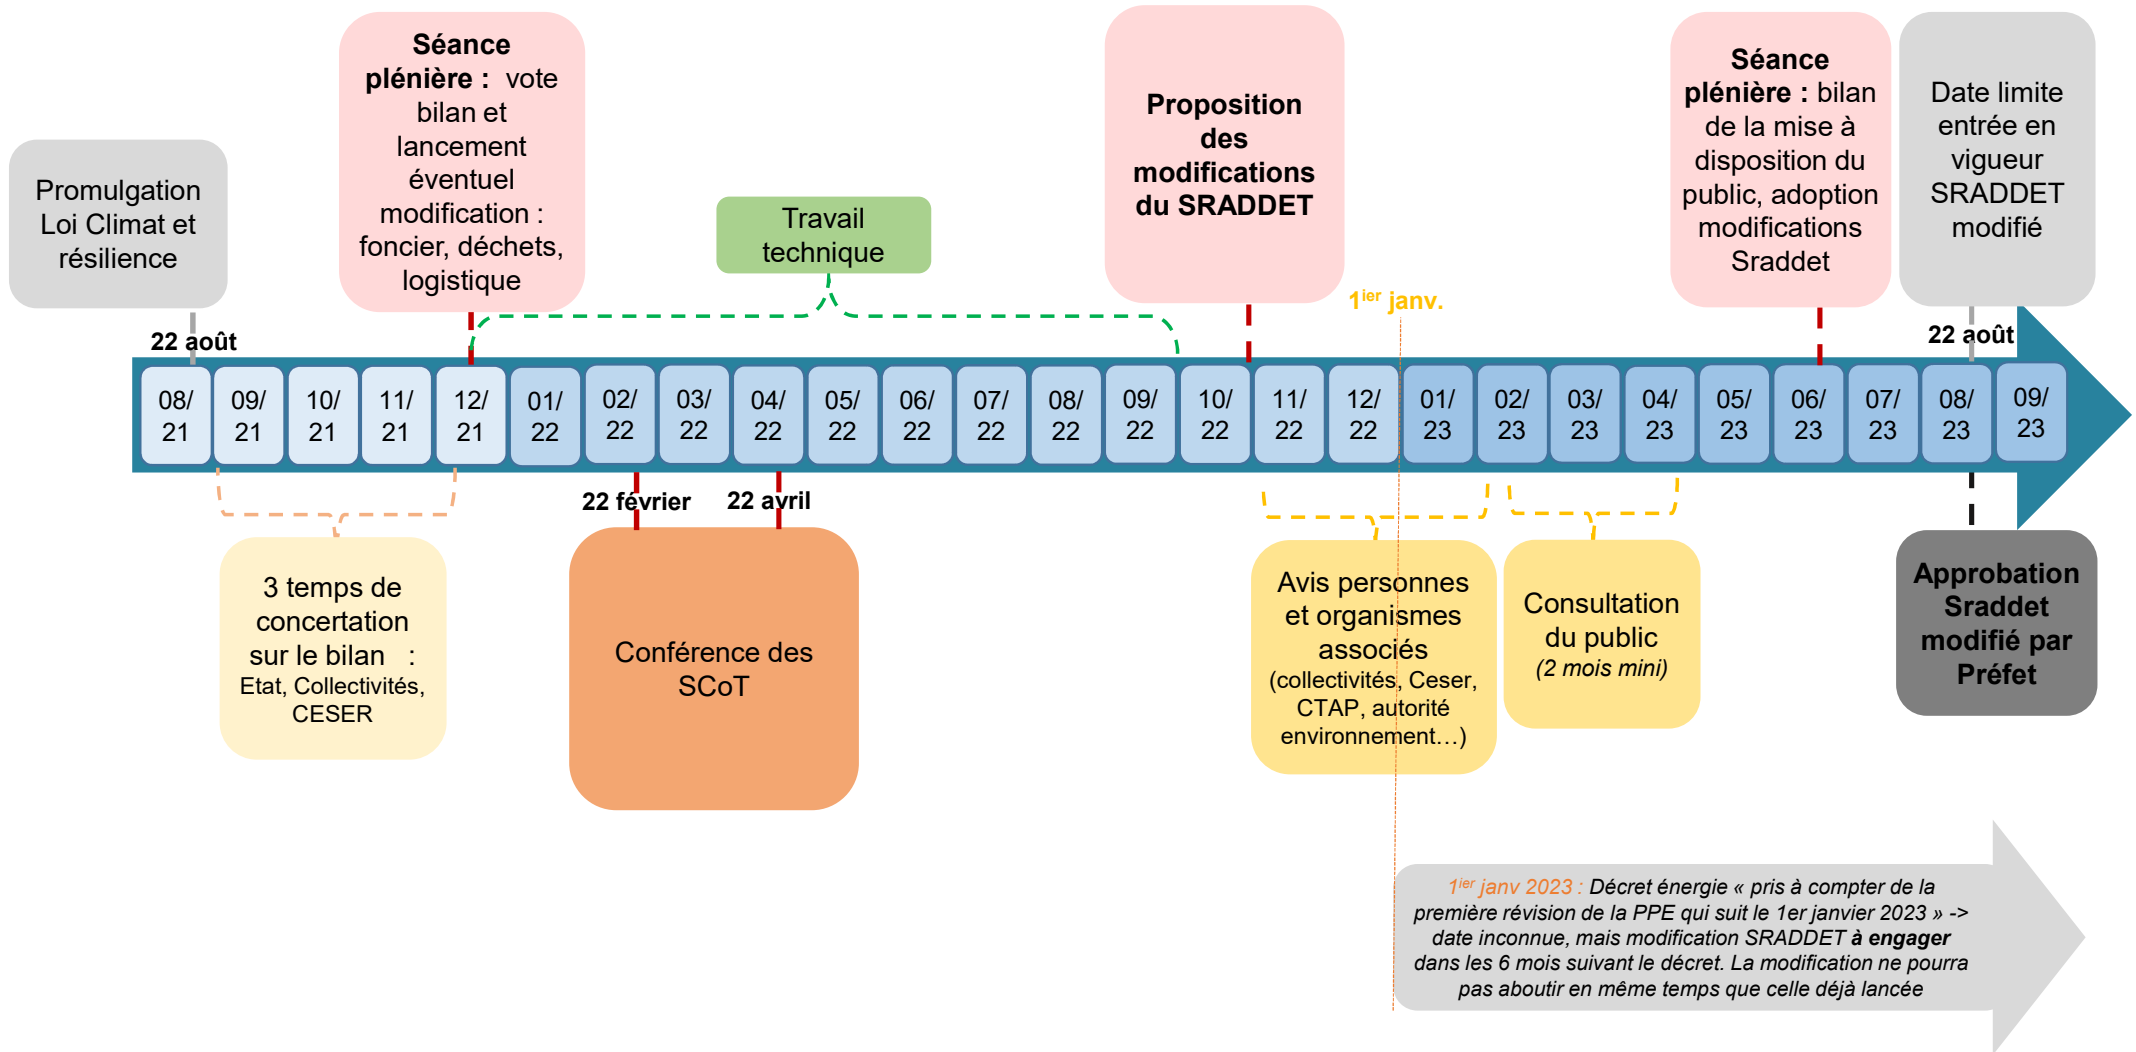 Promulgation
Loi Climat et
résilience
22 août
Séance
plénière : vote
bilan et
lancement
éventuel
modification :
foncier, déchets,
logistique
Travail
technique
Proposition
des
modifications
du SRADDET
1ier janv.
Séance
plénière : bilan
de la mise à
disposition du
public, adoption
modifications
Sraddet
Date limite
entrée en
vigueur
SRADDET
modifié
22 août
08/
21
09/
21
10/
21
11/
21
12/
21
01/
22
02/
22
03/
22
04/
22
05/
22
06/
22
07/
22
08/
22
09/
22
10/
22
11/
22
12/
22
01/
23
02/
23
03/
23
04/
23
05/
23
06/
23
07/
23
08/
23
09/
23
3 temps de
concertation
sur le bilan :
Etat, Collectivités,
CESER
22 février
22 avril
Conférence des
SCoT
Avis personnes
et organismes
associés
(collectivités, Ceser,
CTAP, autorité
environnement…)
Consultation
du public
(2 mois mini)
Approbation
Sraddet
modifié par
Préfet
1ier janv 2023 : Décret énergie « pris à compter de la
première révision de la PPE qui suit le 1er janvier 2023 » ->
date inconnue, mais modification SRADDET à engager
dans les 6 mois suivant le décret. La modification ne pourra
pas aboutir en même temps que celle déjà lancée